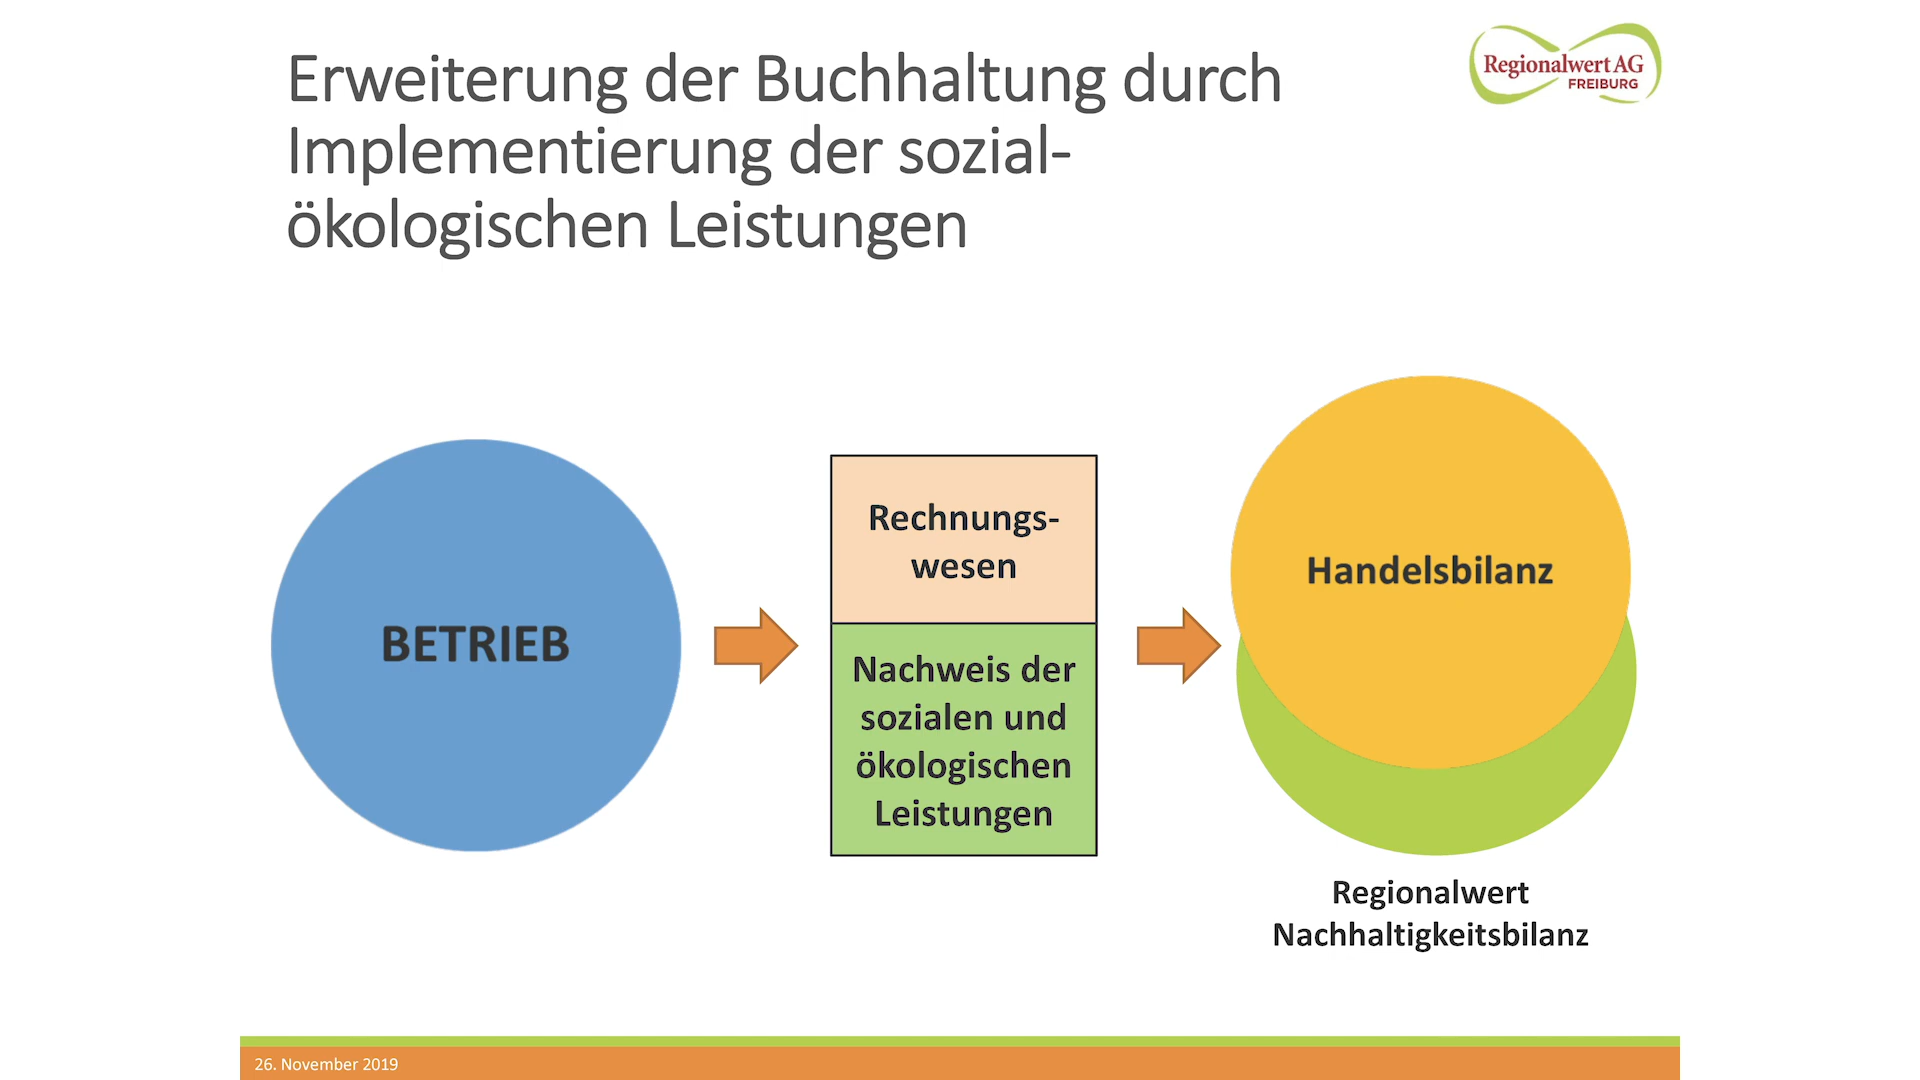 Erweiterung der Buchhaltung durch
Implementierung der sozial-
ökologischen Leistungen
Regionalwert AG
FREIBURG
BETRIEB
Rechnungs-
wesen
Nachweis der
sozialen und
ökologischen
Leistungen
Handelsbilanz
Regionalwert
Nachhaltigkeitsbilanz
26. November 2019